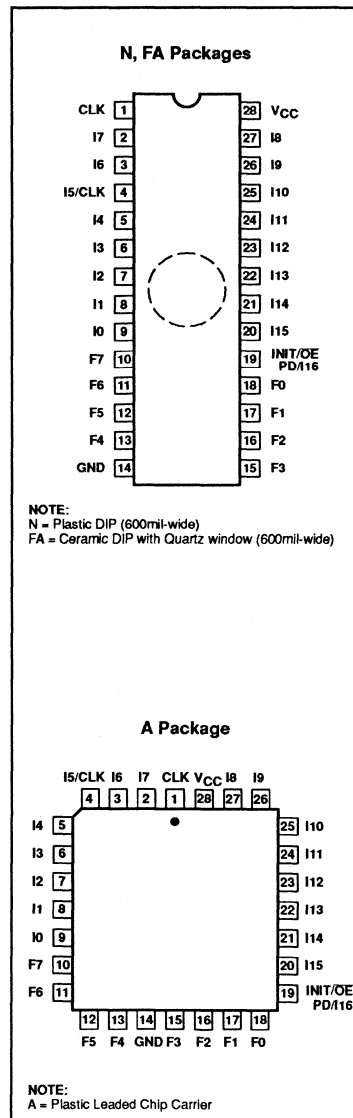 N, FA Packages
CLK 1 28 VCC
I7 2 27 I8
I6 3 26 I9
I5/CLK 4 25 I10
I4 5 24 I11
I3 6 23 I12
I2 7 22 I13
I1 8 21 I14
I0 9 20 I15
F7 10 19 INIT/OE
PD/I16
F6 11 18 F0
F5 12 17 F1
F4 13 16 F2
GND 14 15 F3
NOTE:
N = Plastic DIP (600mil-wide)
FA = Ceramic DIP with Quartz window (600mil-wide)
A Package
I5/CLK I6 I7 CLK VCC I8 I9
4 3 2 1 28 27 26
I4 5 25 I10
I3 6 24 I11
I2 7 23 I12
I1 8 22 I13
I0 9 21 I14
F7 10 20 I15
F6 11 19 INIT/OE
PD/I16
12 13 14 15 16 17 18
F5 F4 GND F3 F2 F1 F0
NOTE:
A = Plastic Leaded Chip Carrier